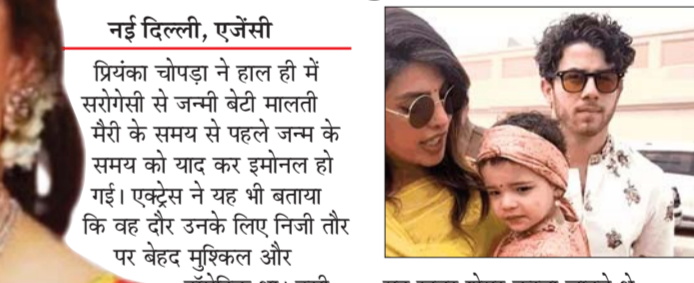 नई दिल्ली, एजेंसी
प्रियंका चोपड़ा ने हाल ही में
सरोगेसी से जन्मी बेटी मालती
मैरी के समय से पहले जन्म के
समय को याद कर इमोनल हो
गई। एक्ट्रेस ने यह भी बताया
कि वह दौर उनके लिए निजी तौर
पर बेहद मुश्किल और